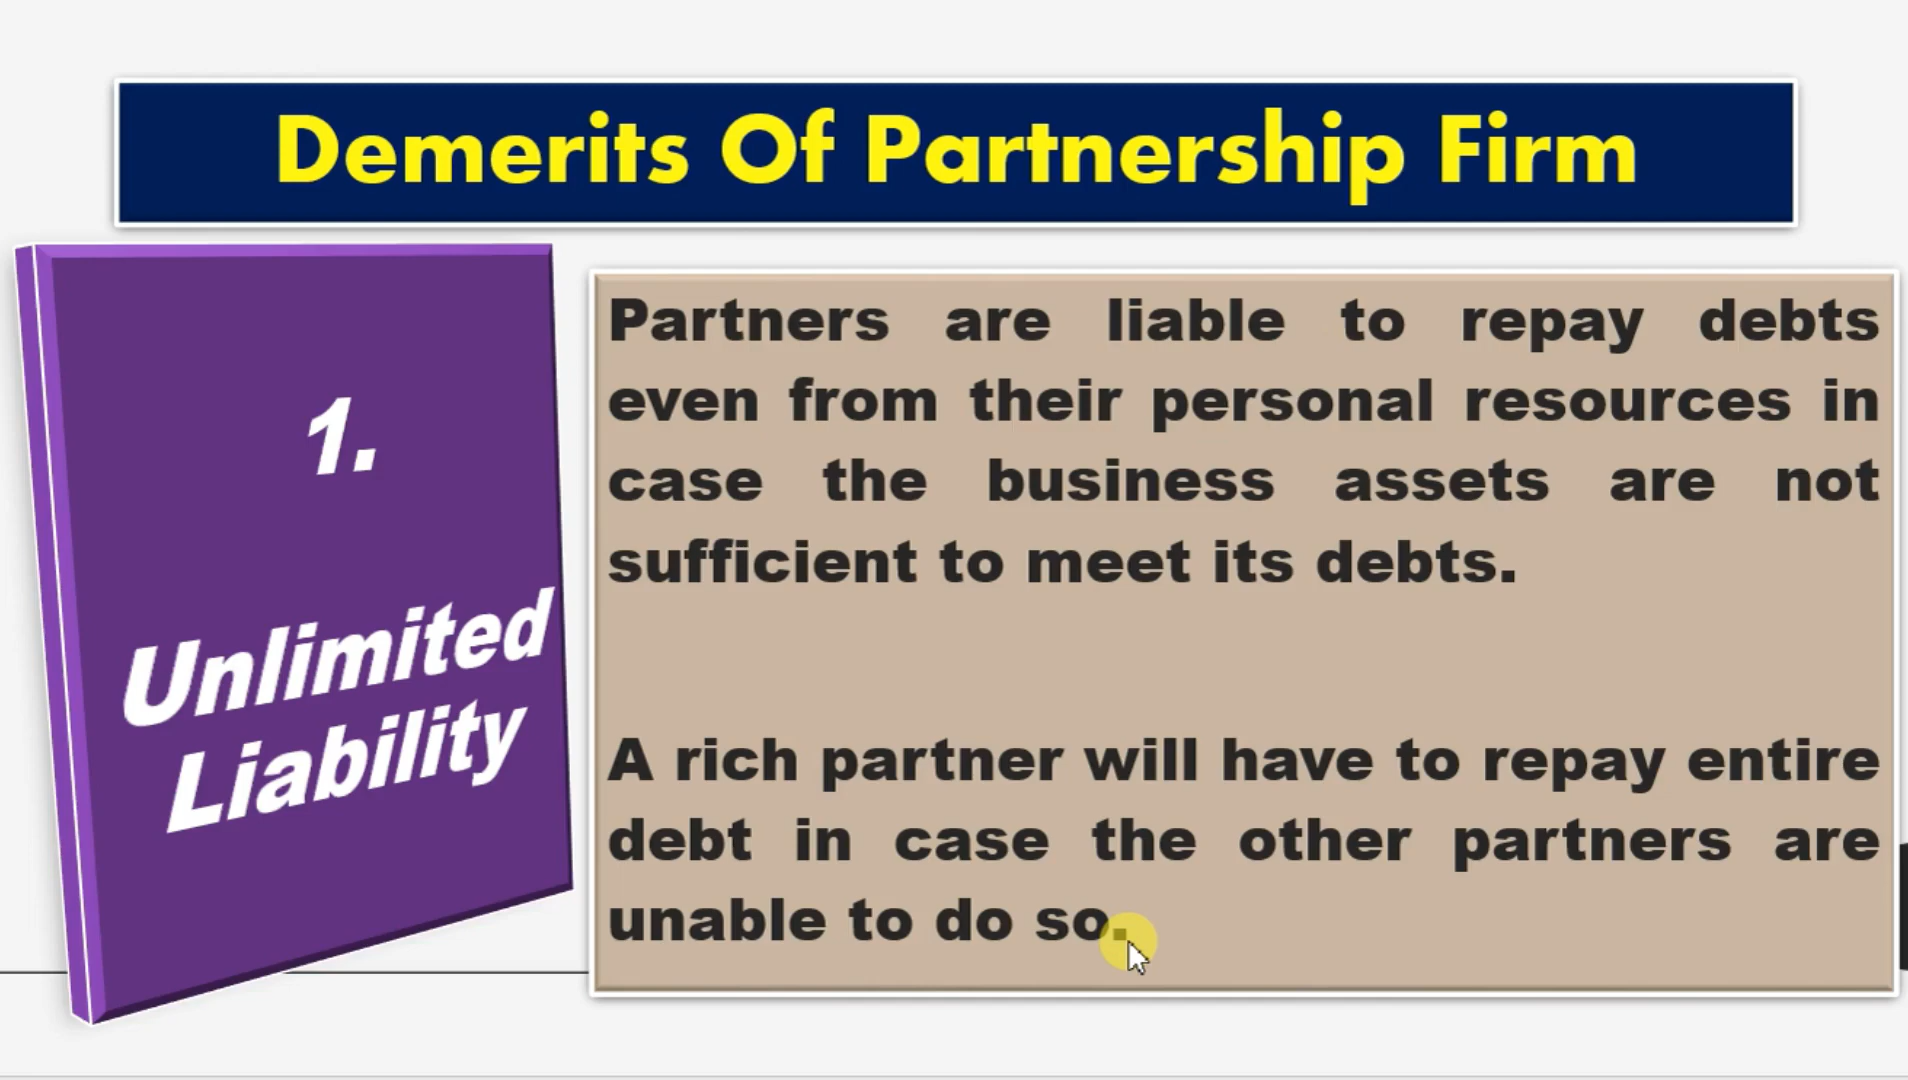 Demerits Of Partnership Firm
1.
Unlimited
Liability
Partners are liable to repay debts
even from their personal resources in
case the business assets are not
sufficient to meet its debts.
A rich partner will have to repay entire
debt in case the other partners are
unable to do so.